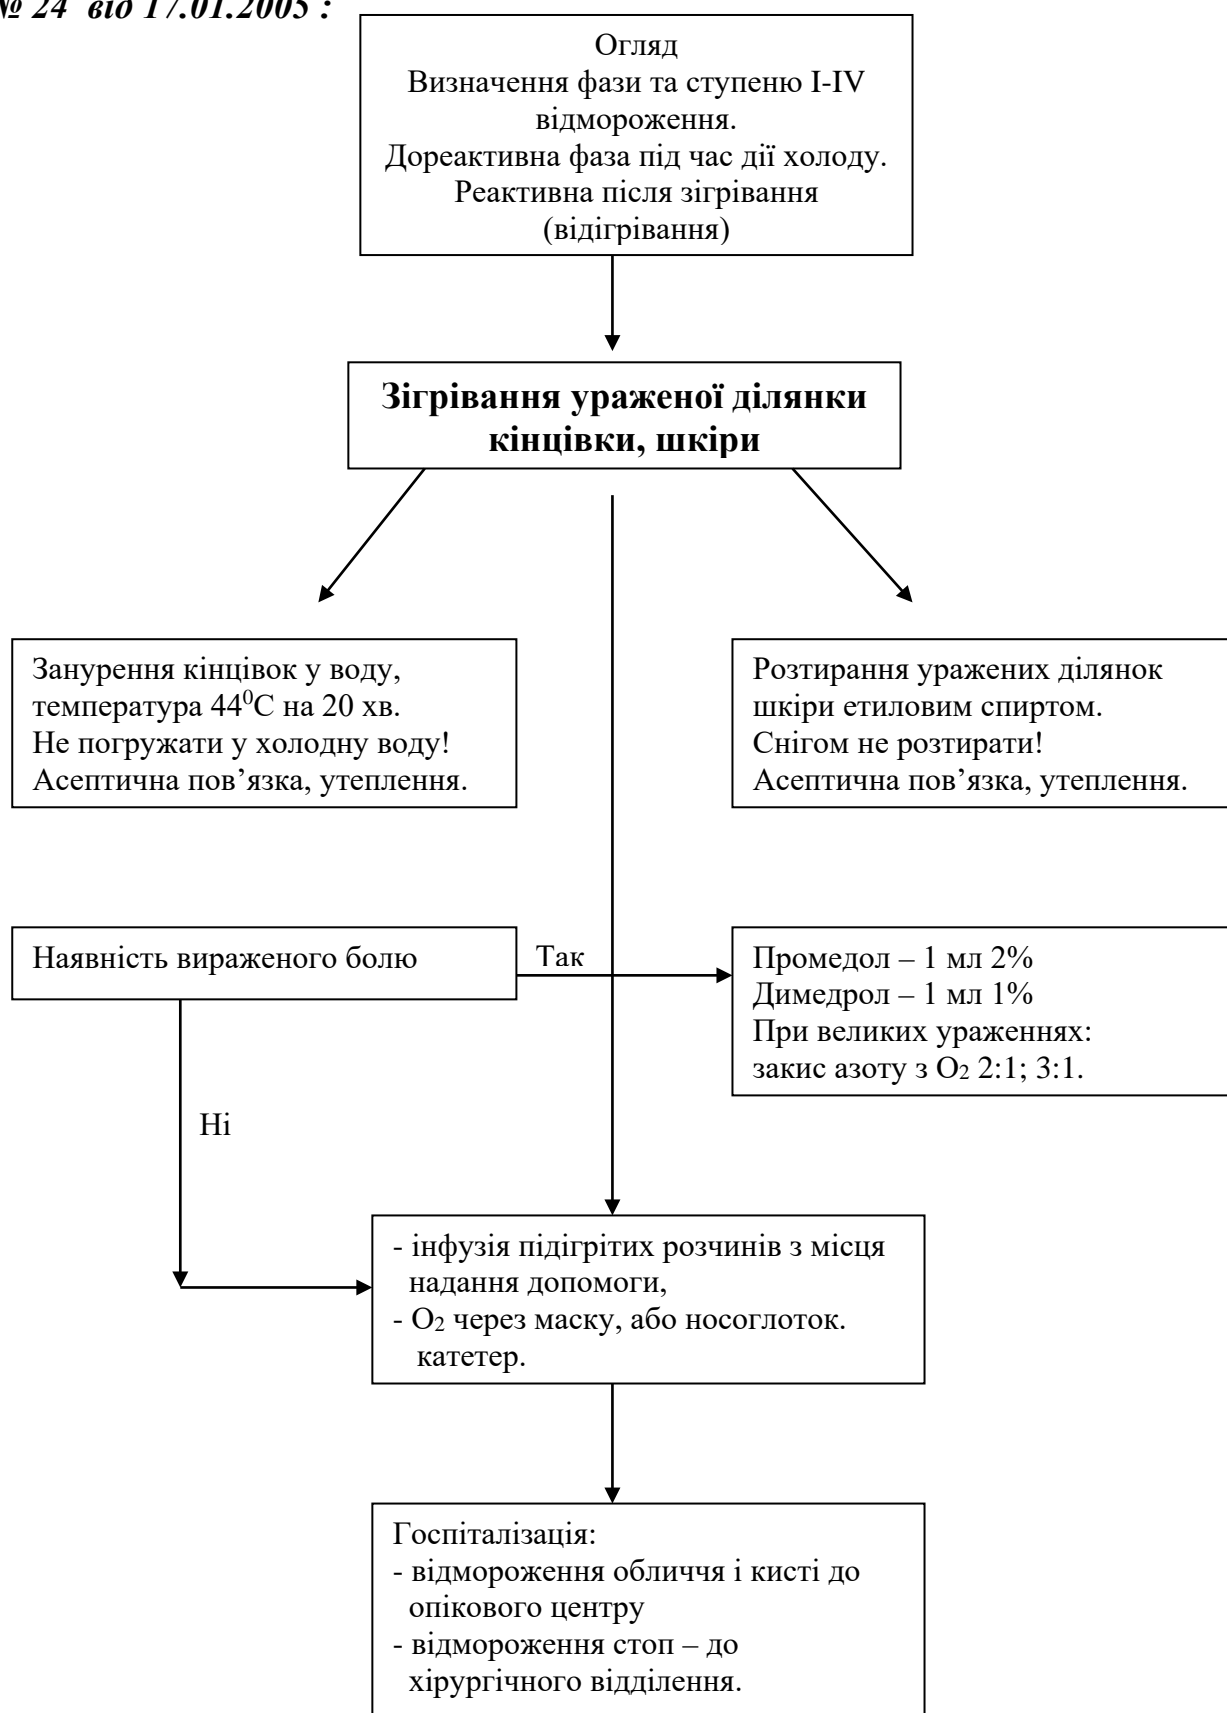 № 24 від 17.01.2005 :
Огляд
Визначення фази та ступеню I-IV
відмороження.
Дореактивна фаза під час дії холоду.
Реактивна після зігрівання
(відігрівання)
Зігрівання ураженої ділянки
кінцівки, шкіри
Занурення кінцівок у воду,
температура 44⁰С на 20 хв.
Не погружати у холодну воду!
Асептична пов’язка, утеплення.
Розтирання уражених ділянок
шкіри етиловим спиртом.
Снігом не розтирати!
Асептична пов’язка, утеплення.
Наявність вираженого болю
Так
Промедол – 1 мл 2%
Димедрол – 1 мл 1%
При великих ураженнях:
закис азоту з О₂ 2:1; 3:1.
Ні
- інфузія підігрітих розчинів з місця
надання допомоги,
- О₂ через маску, або носоглоток.
катетер.
Госпіталізація:
- відмороження обличчя і кисті до
опікового центру
- відмороження стоп – до
хірургічного відділення.